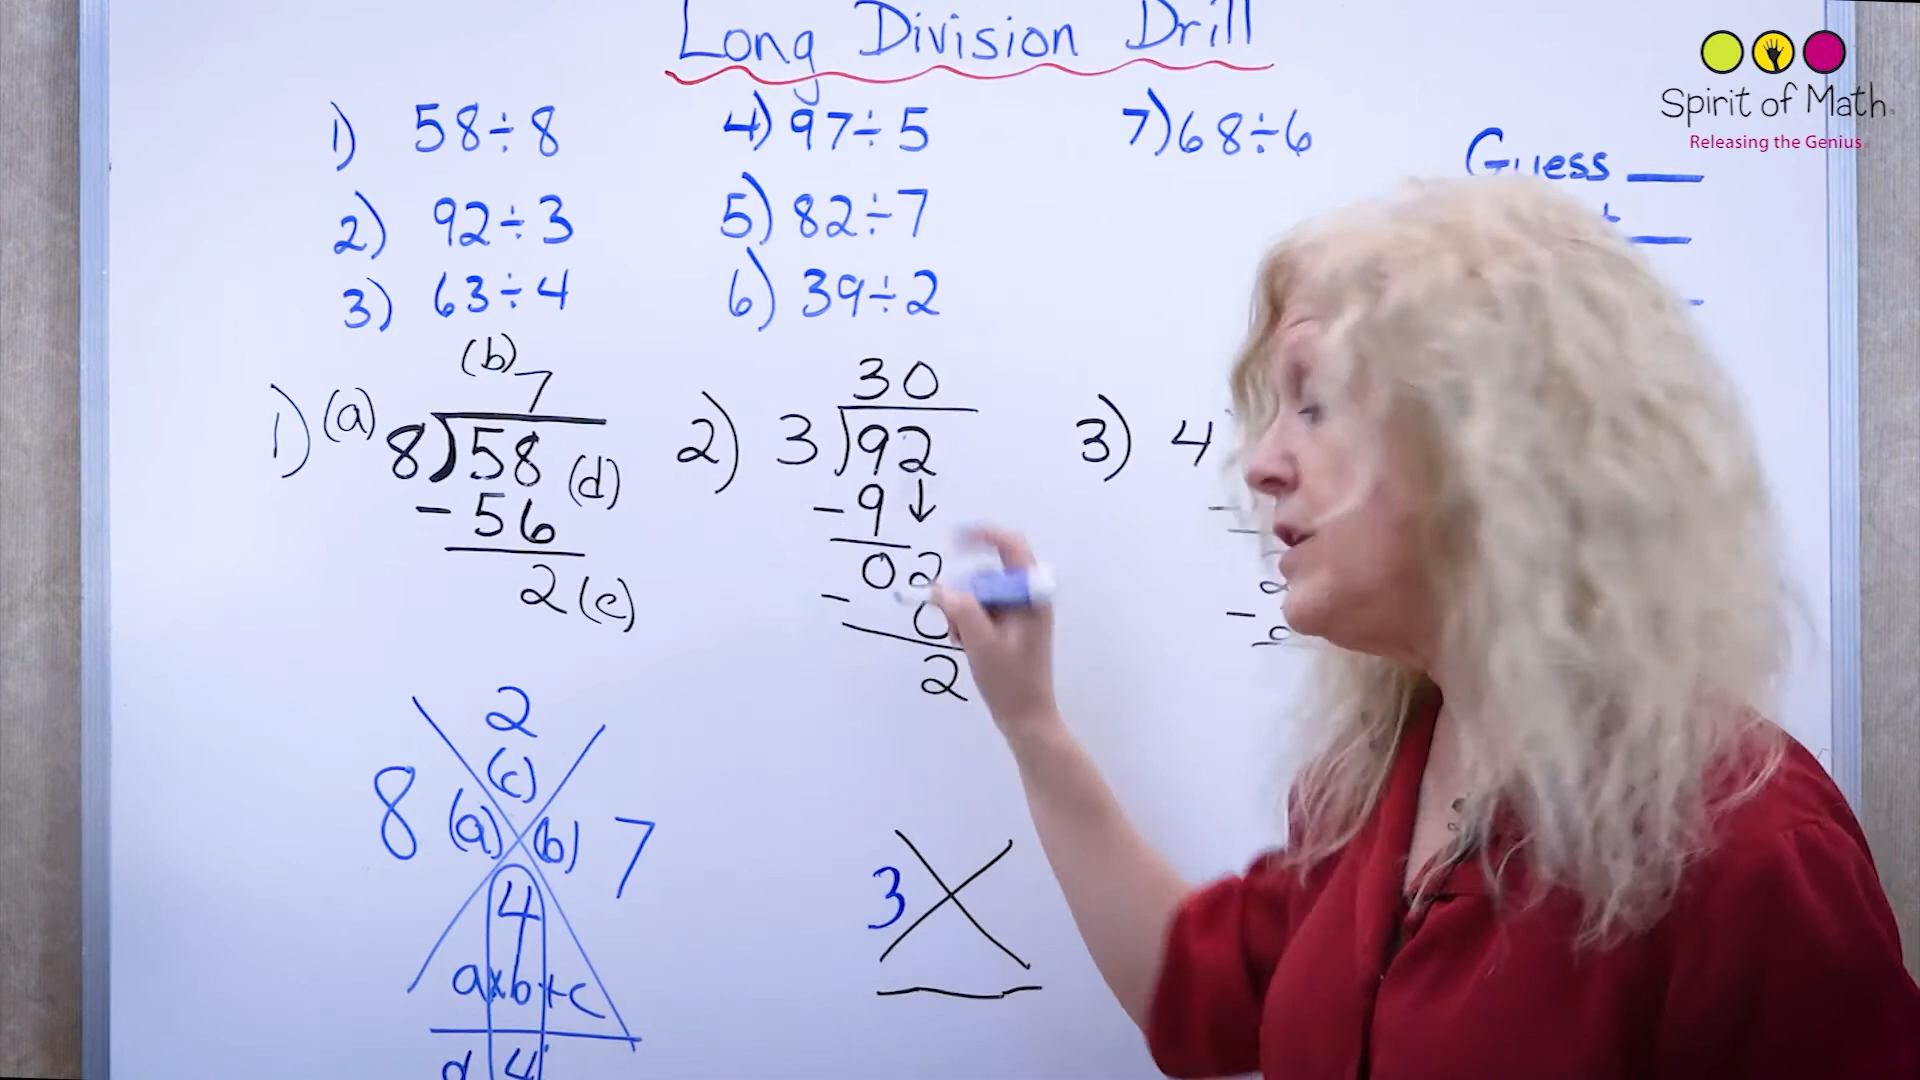 Long Division Drill
Spirit of Math
Releasing the Genius
1) 58÷8
4) 97÷5
7) 68÷6
Guess
2) 92÷3
5) 82÷7
3) 63÷4
6) 39÷2
1) (a) 8
(b) 7
58 (d)
- 56
2 (c)
2) 3
30
92
- 9 ↓
02
- 0
2
3) 4
2
(c)
8 (a) (b) 7
4
a×b+c
d 4
3